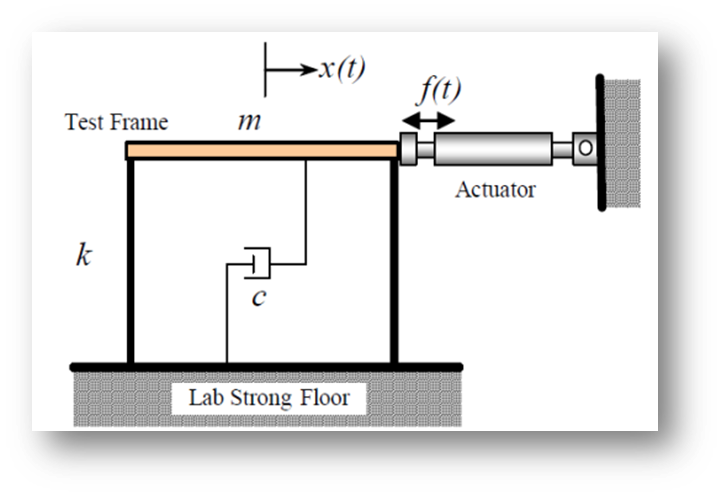 x(t)
f(t)
Test Frame
m
Actuator
k
c
Lab Strong Floor